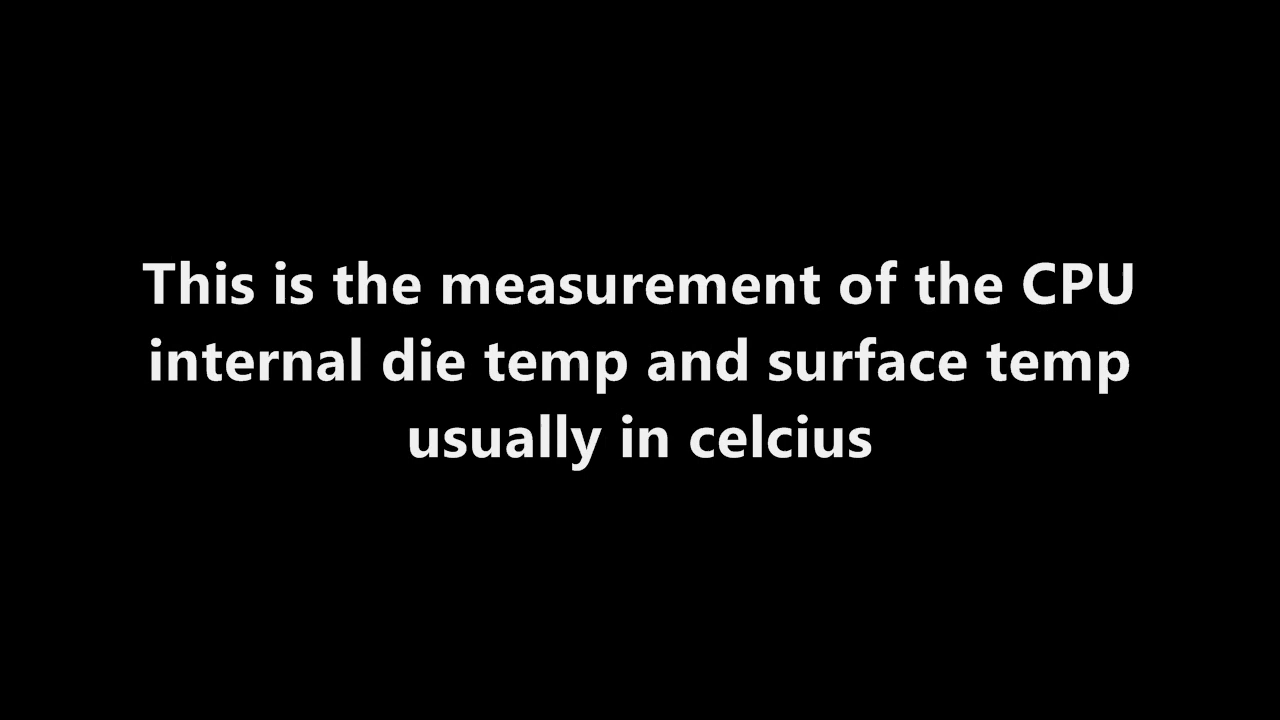 This is the measurement of the CPU
internal die temp and surface temp
usually in celcius